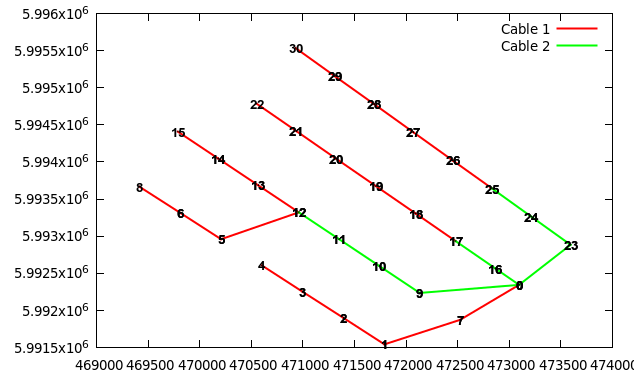 5.996x10⁶
Cable 1
Cable 2
30
5.9955x10⁶
29
5.995x10⁶
22 28
5.9945x10⁶
15 21 27
14 20 26
5.994x10⁶
8 13 19 25
5.9935x10⁶
6 12 18 24
5.993x10⁶
5 11 17 23
4 10 16
5.9925x10⁶
3 9
5.992x10⁶
2 7
1
5.9915x10⁶
469000 469500 470000 470500 471000 471500 472000 472500 473000 473500 47400